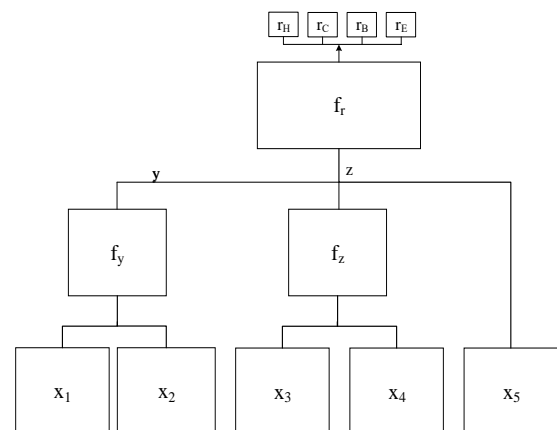 r_H r_C r_B r_E
f_r
y z
f_y f_z
x_1 x_2 x_3 x_4 x_5